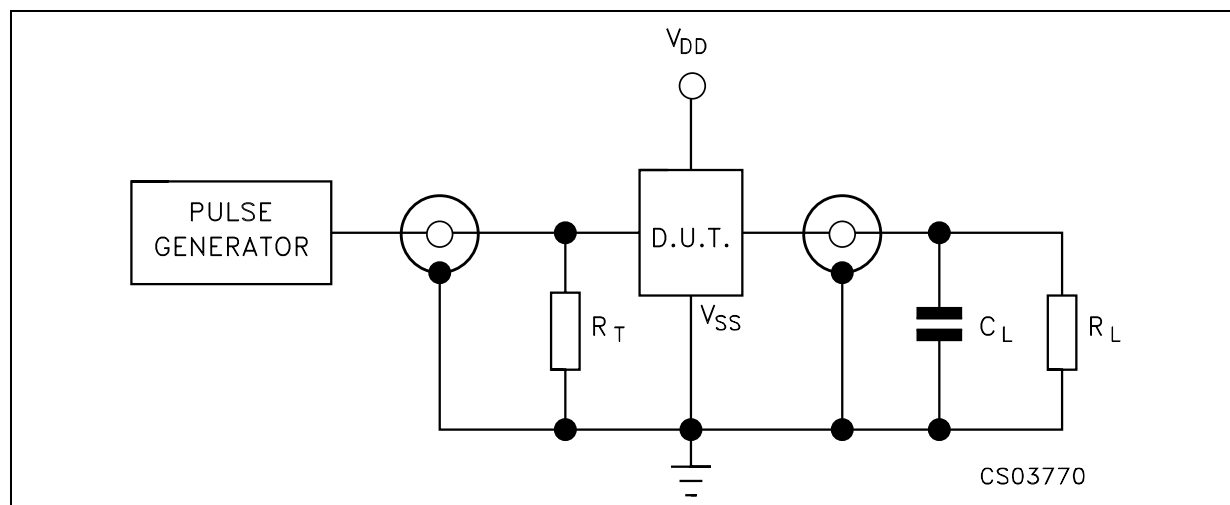 VDD
PULSE
GENERATOR
D.U.T.
RT
VSS
CL
RL
CS03770